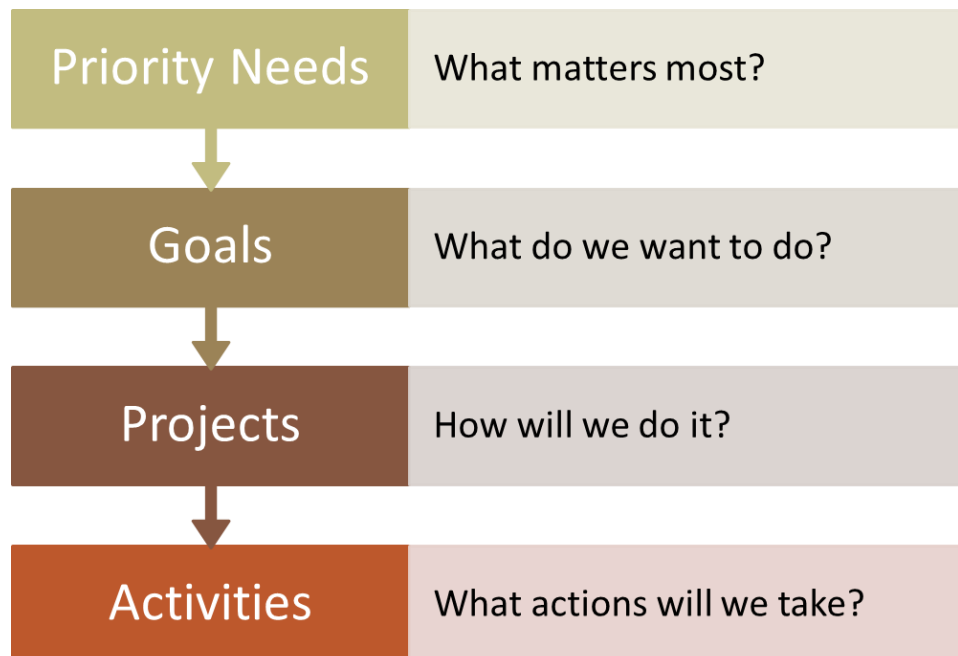 Priority Needs
What matters most?
Goals
What do we want to do?
Projects
How will we do it?
Activities
What actions will we take?